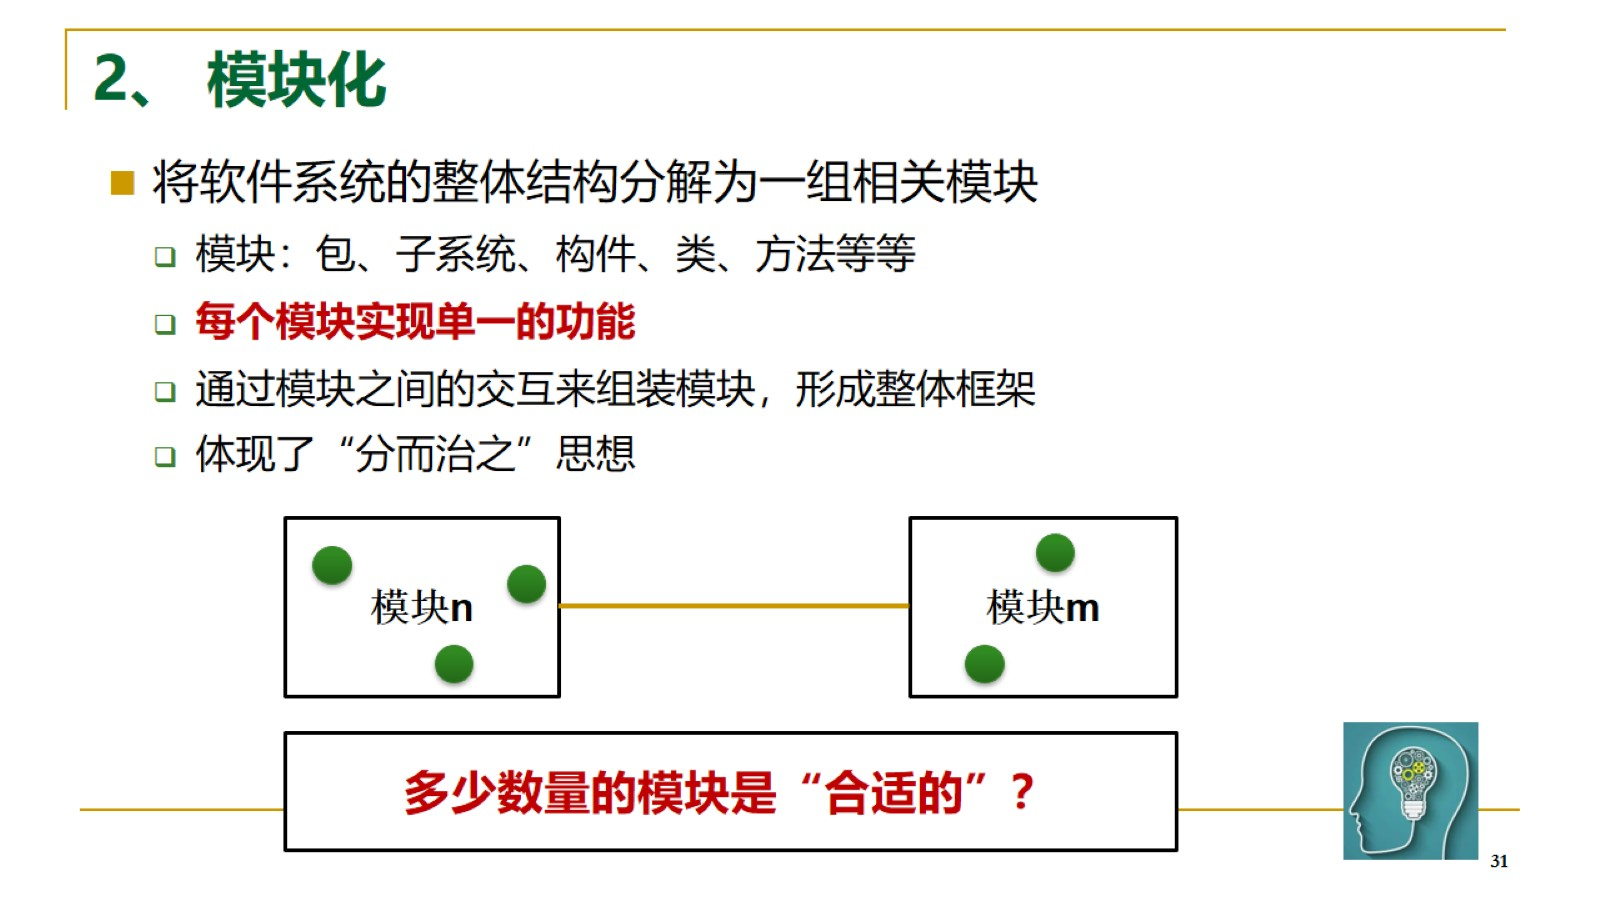 2、 模块化
将软件系统的整体结构分解为一组相关模块
模块：包、子系统、构件、类、方法等等
每个模块实现单一的功能
通过模块之间的交互来组装模块，形成整体框架
体现了“分而治之”思想
模块n
模块m
多少数量的模块是“合适的”？
31